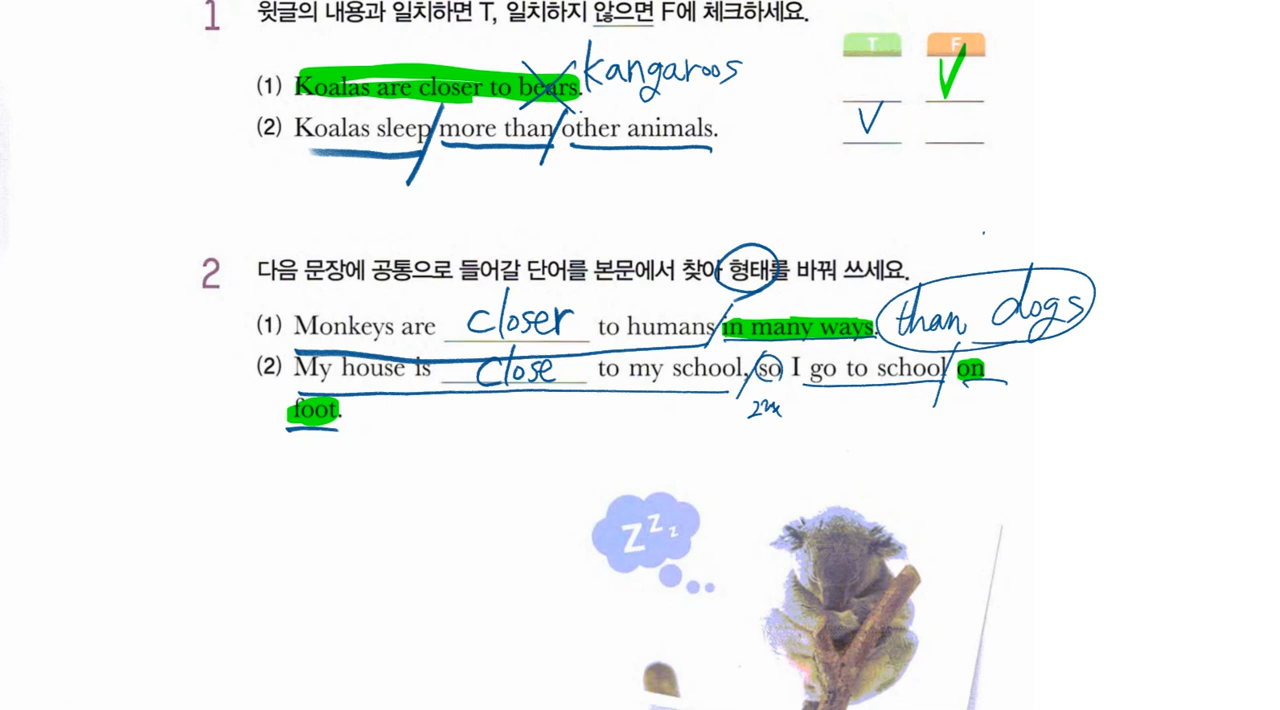 1 윗글의 내용과 일치하면 T, 일치하지 않으면 F에 체크하세요.
T F
(1) Koalas are closer to bears. kangaroos V
(2) Koalas sleep/more than/other animals. V
2 다음 문장에 공통으로 들어갈 단어를 본문에서 찾아 형태를 바꿔 쓰세요.
(1) Monkeys are closer to humans/in many ways. than dogs
(2) My house is close to my school,/so I go to school/on
foot.
Z z z